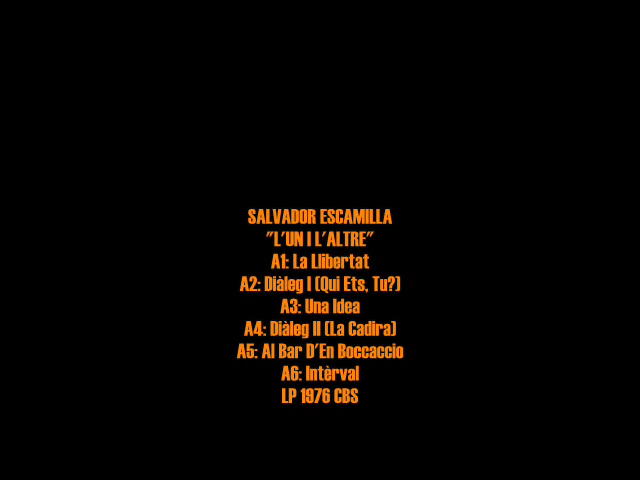 SALVADOR ESCAMILLA
"L'UN I L'ALTRE"
A1: La Llibertat
A2: Diàleg I (Qui Ets, Tu?)
A3: Una Idea
A4: Diàleg II (La Cadira)
A5: Al Bar D'En Boccaccio
A6: Intèrval
LP 1976 CBS